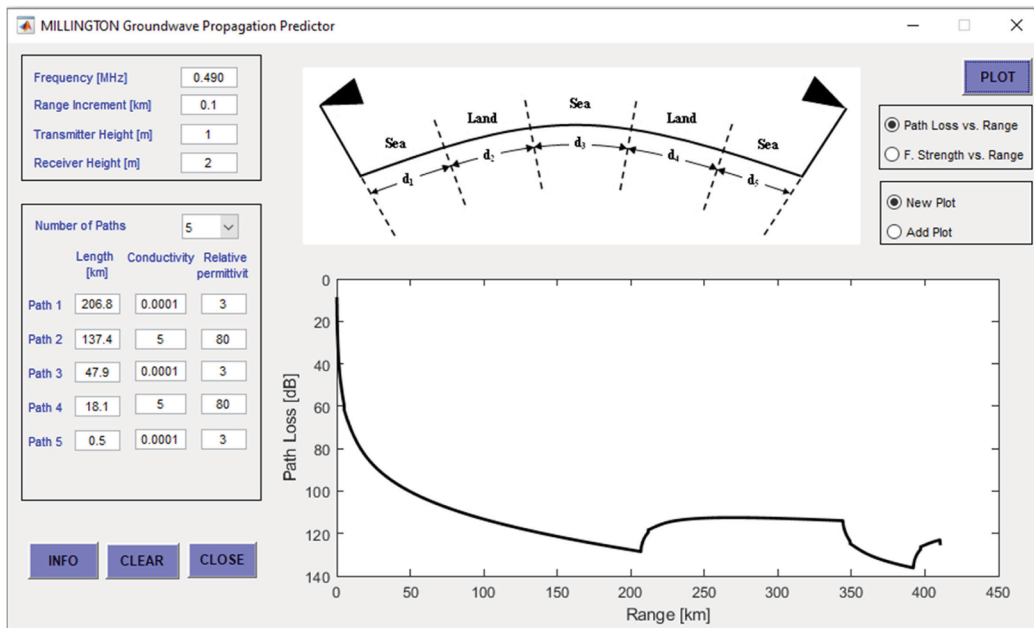 MILLINGTON Groundwave Propagation Predictor
Frequency [MHz] 0.490
Range Increment [km] 0.1
Transmitter Height [m] 1
Receiver Height [m] 2
Number of Paths 5
Length [km] Conductivity Relative permittivit
Path 1 206.8 0.0001 3
Path 2 137.4 5 80
Path 3 47.9 0.0001 3
Path 4 18.1 5 80
Path 5 0.5 0.0001 3
INFO CLEAR CLOSE
Sea Land Sea Land Sea
d1 d2 d3 d4 d5
PLOT
Path Loss vs. Range
F. Strength vs. Range
New Plot
Add Plot
Path Loss [dB]
0
20
40
60
80
100
120
140
0 50 100 150 200 250 300 350 400 450
Range [km]